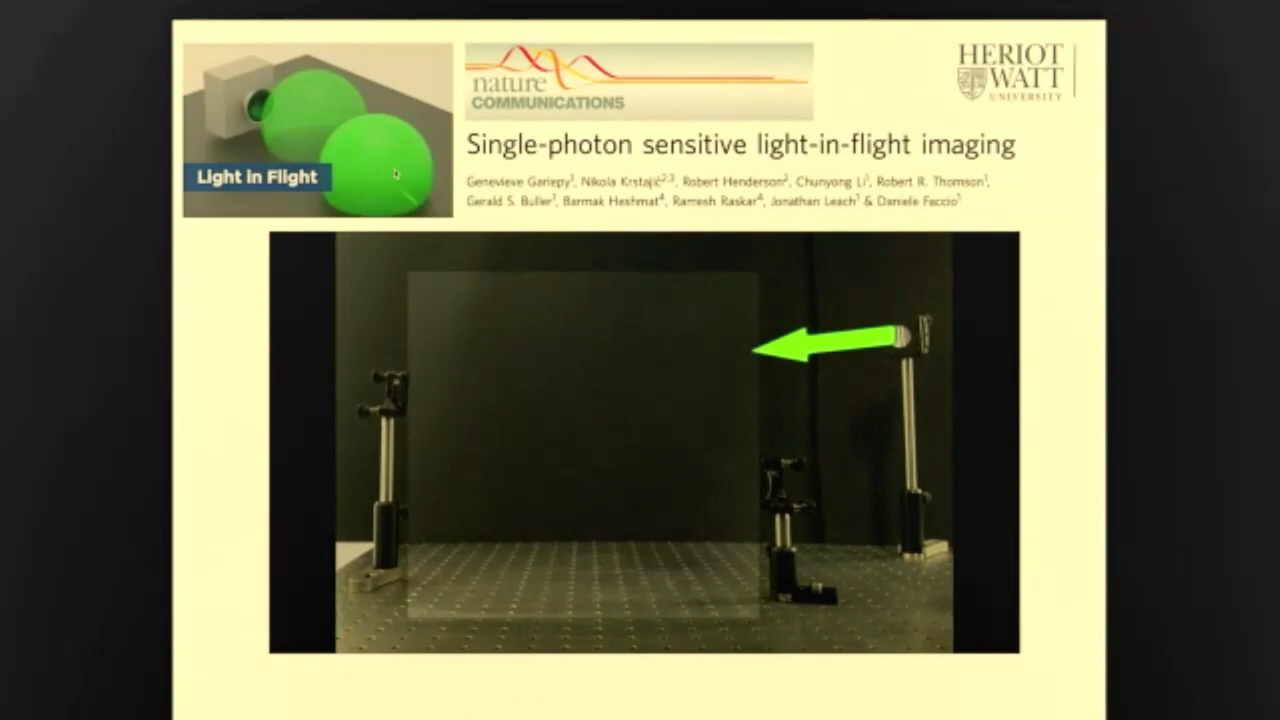 nature
COMMUNICATIONS
HERIOT
WATT
UNIVERSITY
Light in Flight
Single-photon sensitive light-in-flight imaging
Genevieve Gariepy¹, Nikola Krstajić²,³, Robert Henderson², Chunyong Li¹, Robert R. Thomson¹,
Gerald S. Buller¹, Barmak Heshmat⁴, Ramesh Raskar⁴, Jonathan Leach¹ & Daniele Faccio¹